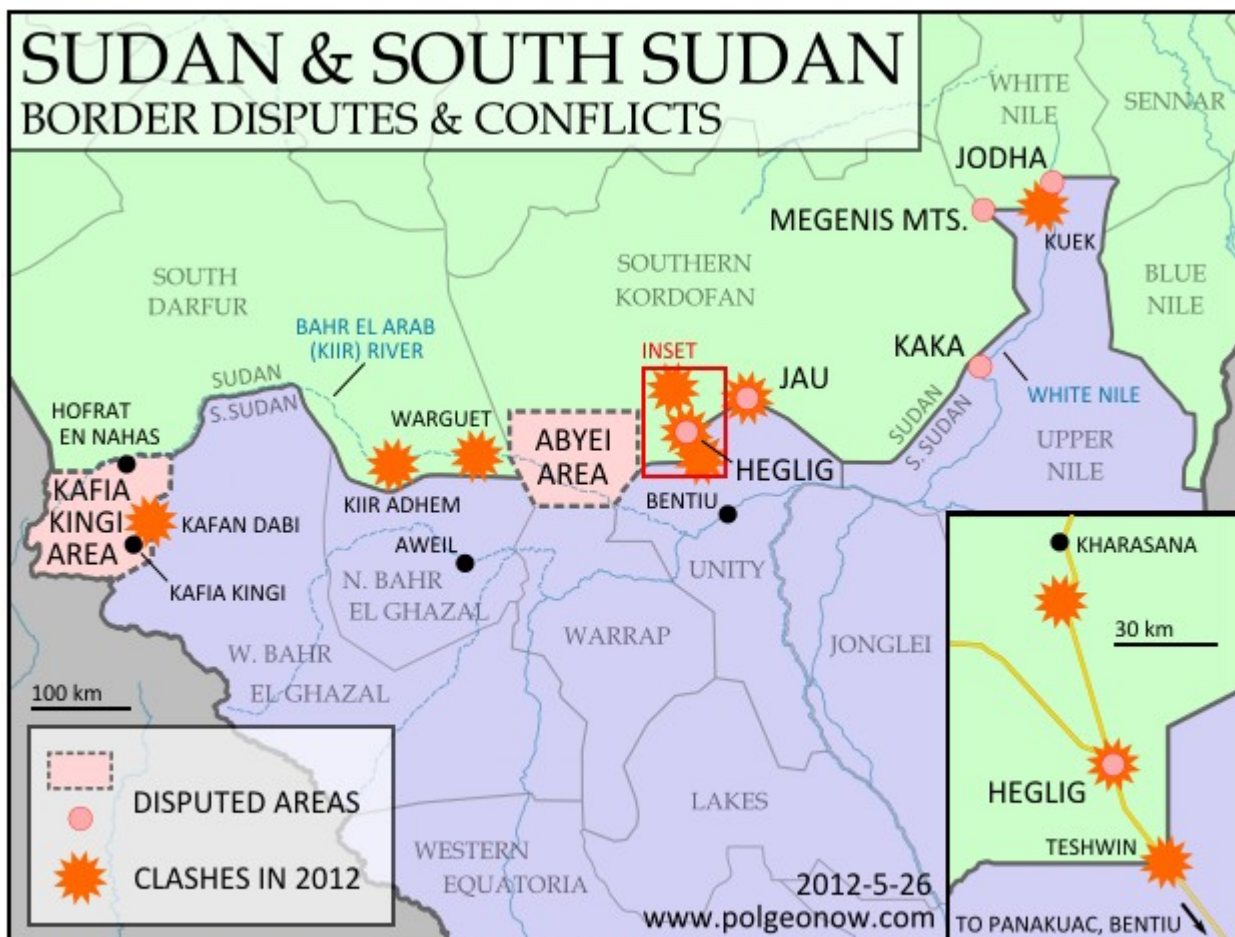 SUDAN & SOUTH SUDAN
BORDER DISPUTES & CONFLICTS
WHITE
NILE
SENNAR
JODHA
MEGENIS MTS.
KUEK
SOUTH
DARFUR
SOUTHERN
KORDOFAN
BLUE
NILE
BAHR EL ARAB
(KIIR) RIVER
INSET
KAKA
JAU
SUDAN
S. SUDAN
SUDAN
S. SUDAN
WHITE NILE
HOFRAT
EN NAHAS
WARGUET
ABYEI
AREA
UPPER
NILE
HEGLIG
KAFIA
KINGI
AREA
KIIR ADHEM
BENTIU
KAFAN DABI
AWEIL
KAFIA KINGI
N. BAHR
EL GHAZAL
UNITY
WARRAP
JONGLEI
W. BAHR
EL GHAZAL
100 km
DISPUTED AREAS
CLASHES IN 2012
LAKES
WESTERN
EQUATORIA
2012-5-26
www.polgeonow.com
KHARASANA
30 km
HEGLIG
TESHWIN
TO PANAKUAC, BENTIU